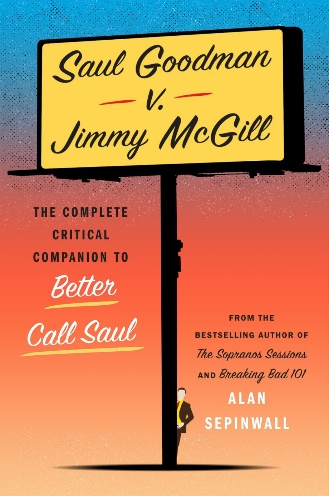 Saul Goodman
v.
Jimmy McGill
THE COMPLETE
CRITICAL
COMPANION TO
Better
Call Saul
FROM THE
BESTSELLING AUTHOR OF
The Sopranos Sessions
AND Breaking Bad 101
ALAN
SEPINWALL